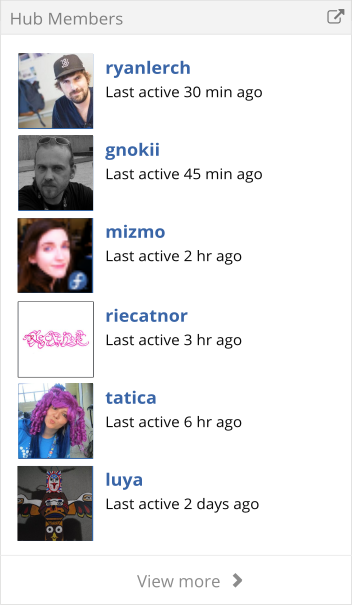 Hub Members
ryanlerch
Last active 30 min ago
gnokii
Last active 45 min ago
mizmo
Last active 2 hr ago
riecatnor
Last active 3 hr ago
tatica
Last active 6 hr ago
luya
Last active 2 days ago
View more